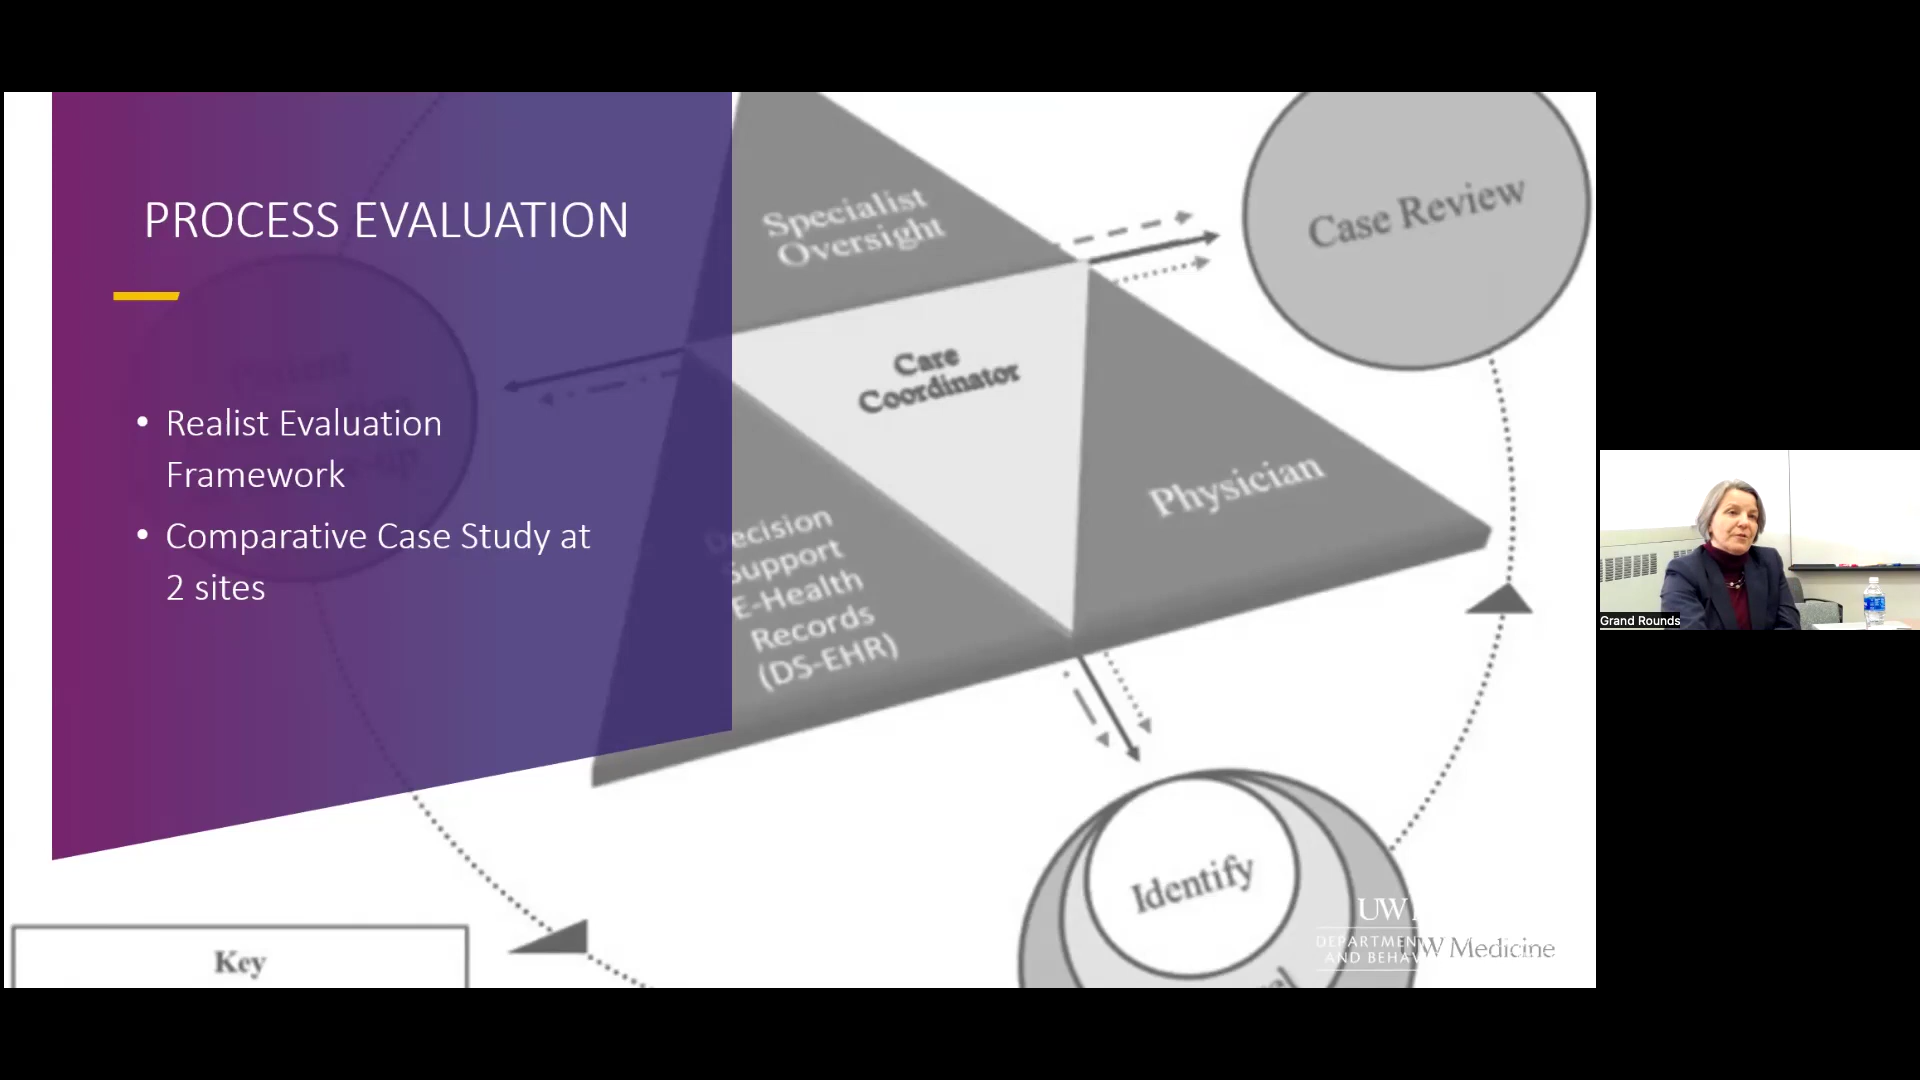 PROCESS EVALUATION
• Realist Evaluation
Framework
• Comparative Case Study at
2 sites
Specialist
Oversight
Case Review
Care
Coordinator
Physician
Decision
Support
E-Health
Records
(DS-EHR)
Identify
Key
UW
DEPARTMEN
AND BEHAV
UW Medicine
Grand Rounds